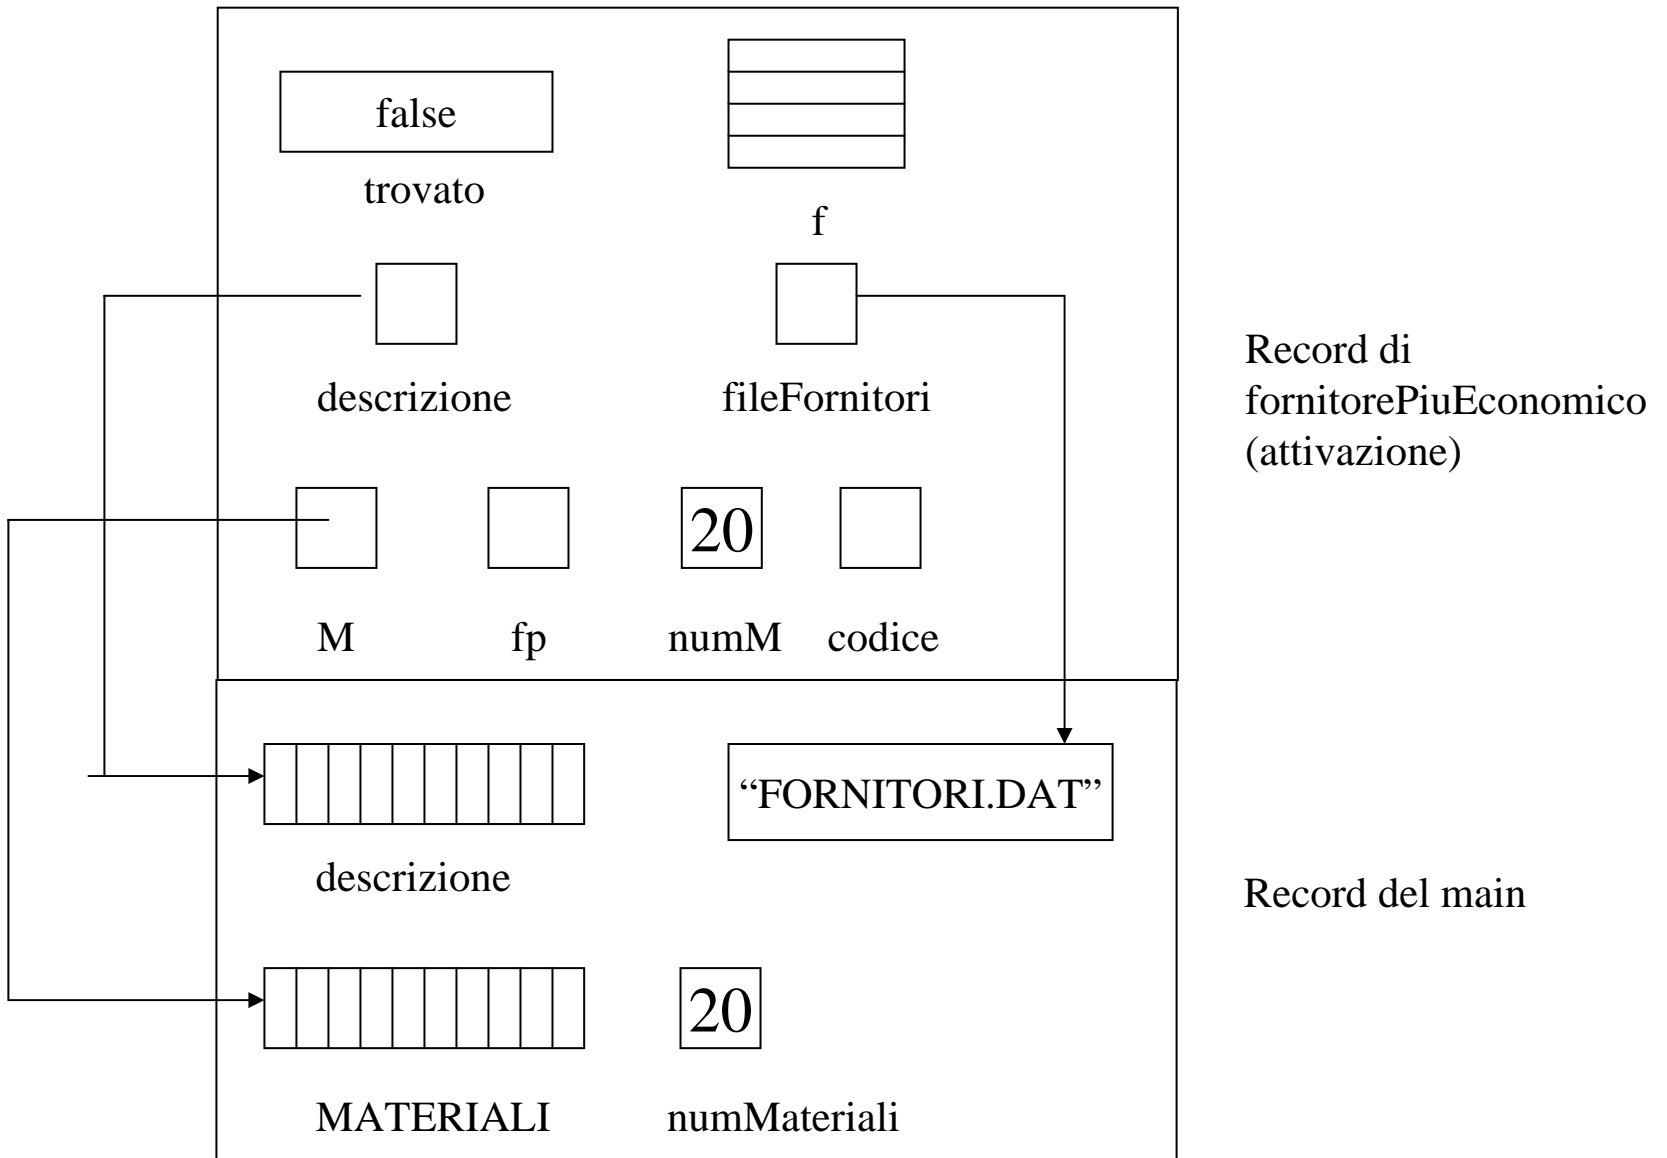 false
trovato
f
descrizione
fileFornitori
Record di
fornitorePiuEconomico
(attivazione)
20
M
fp
numM
codice
“FORNITORI.DAT”
descrizione
Record del main
20
MATERIALI
numMateriali